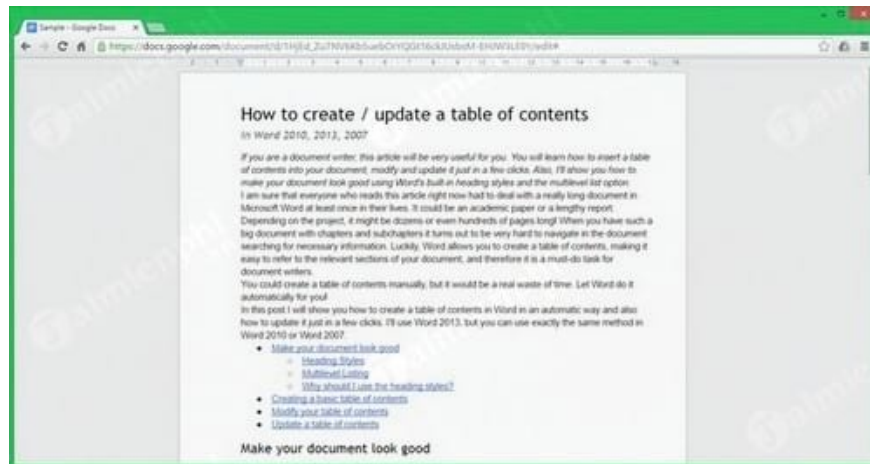 Sample - Google Docs
https://docs.google.com/document/d/
How to create / update a table of contents
In Word 2010, 2013, 2007
If you are a document writer, this article will be very useful for you. You will learn how to insert a table
of contents into your document, modify and update it just in a few clicks. Also, I'll show you how to
make your document look good using Word's built-in heading styles and the multilevel list option.
I am sure that everyone who reads this article right now had to deal with a really long document in
Microsoft Word at least once in their lives. It could be an academic paper or a lengthy report.
Depending on the project, it might be dozens or even hundreds of pages long! When you have such a
big document with chapters and subchapters it turns out to be very hard to navigate in the document
searching for necessary information. Luckily, Word allows you to create a table of contents, making it
easy to refer to the relevant sections of your document, and therefore it is a must-do task for
document writers.
You could create a table of contents manually, but it would be a real waste of time. Let Word do it
automatically for you!
In this post I will show you how to create a table of contents in Word in an automatic way and also
how to update it just in a few clicks. I'll use Word 2013, but you can use exactly the same method in
Word 2010 or Word 2007.
Make your document look good
Heading Styles
Multilevel Listing
Why should I use the heading styles?
Creating a basic table of contents
Modify your table of contents
Update a table of contents
Make your document look good